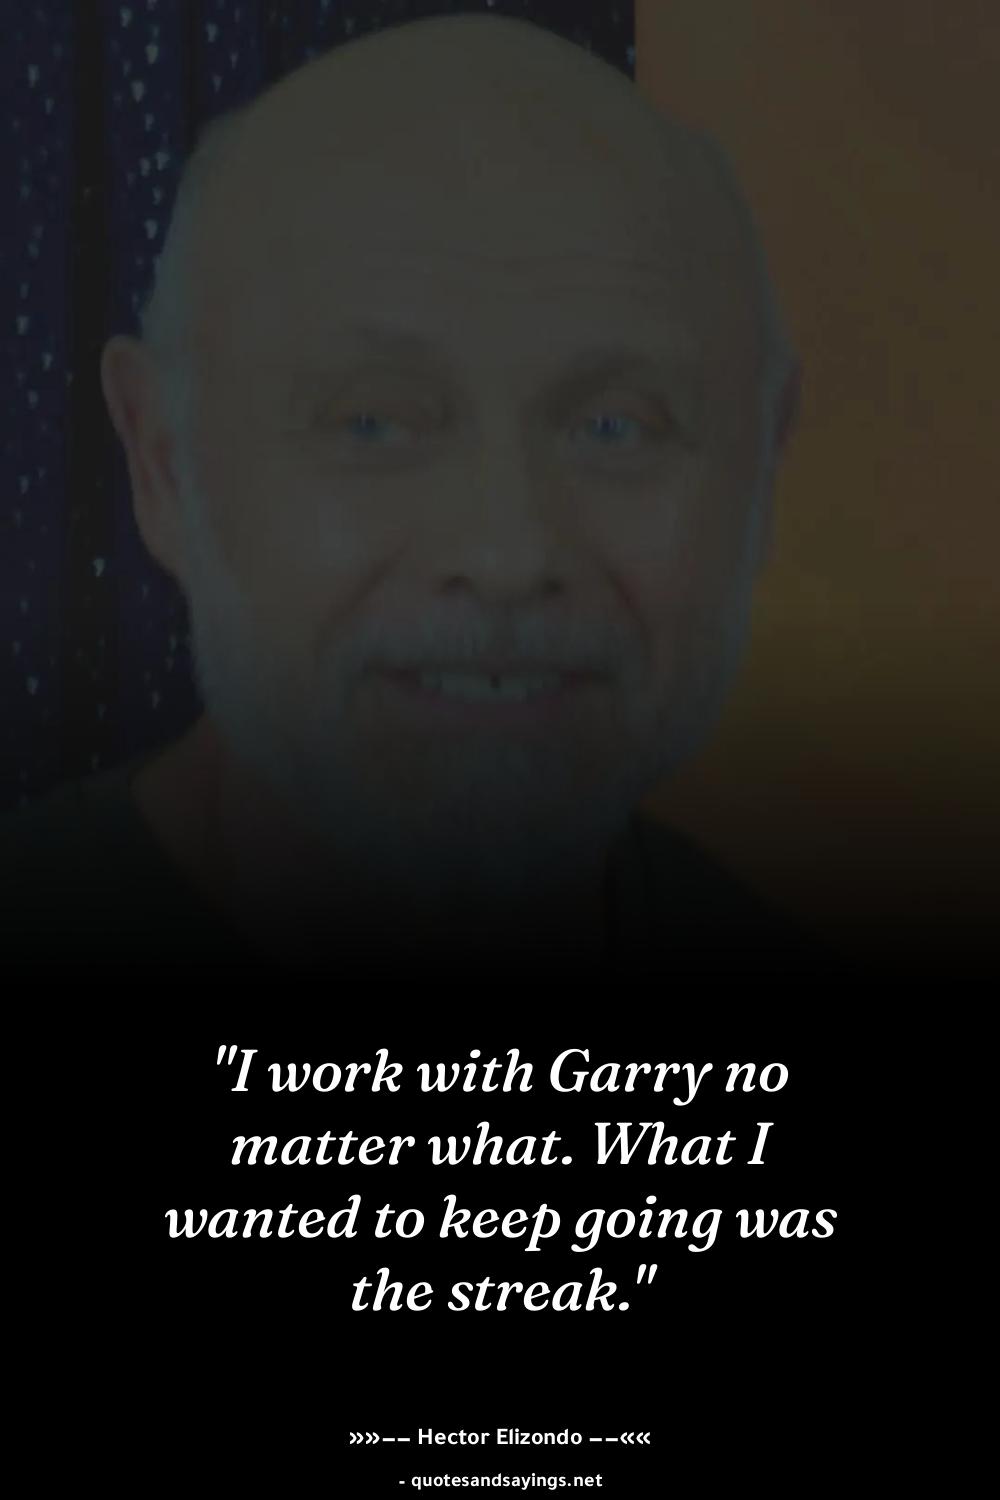 "I work with Garry no
matter what. What I
wanted to keep going was
the streak."
»»−− Hector Elizondo −−««
- quotesandsayings.net